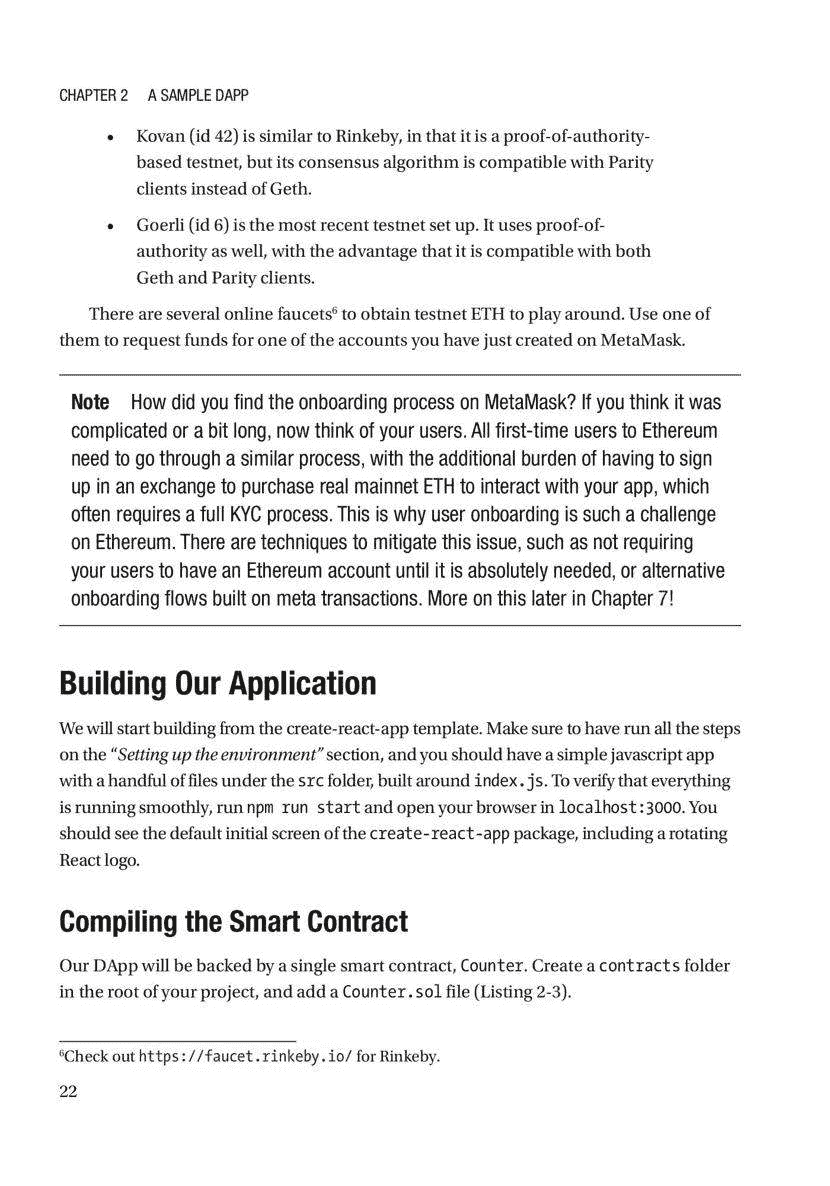 CHAPTER 2 A SAMPLE DAPP
• Kovan (id 42) is similar to Rinkeby, in that it is a proof-of-authority-
based testnet, but its consensus algorithm is compatible with Parity
clients instead of Geth.
• Goerli (id 6) is the most recent testnet set up. It uses proof-of-
authority as well, with the advantage that it is compatible with both
Geth and Parity clients.
There are several online faucets⁶ to obtain testnet ETH to play around. Use one of
them to request funds for one of the accounts you have just created on MetaMask.
Note How did you find the onboarding process on MetaMask? If you think it was
complicated or a bit long, now think of your users. All first-time users to Ethereum
need to go through a similar process, with the additional burden of having to sign
up in an exchange to purchase real mainnet ETH to interact with your app, which
often requires a full KYC process. This is why user onboarding is such a challenge
on Ethereum. There are techniques to mitigate this issue, such as not requiring
your users to have an Ethereum account until it is absolutely needed, or alternative
onboarding flows built on meta transactions. More on this later in Chapter 7!
Building Our Application
We will start building from the create-react-app template. Make sure to have run all the steps
on the “Setting up the environment” section, and you should have a simple javascript app
with a handful of files under the src folder, built around index.js. To verify that everything
is running smoothly, run npm run start and open your browser in localhost:3000. You
should see the default initial screen of the create-react-app package, including a rotating
React logo.
Compiling the Smart Contract
Our DApp will be backed by a single smart contract, Counter. Create a contracts folder
in the root of your project, and add a Counter.sol file (Listing 2-3).
⁶Check out https://faucet.rinkeby.io/ for Rinkeby.
22